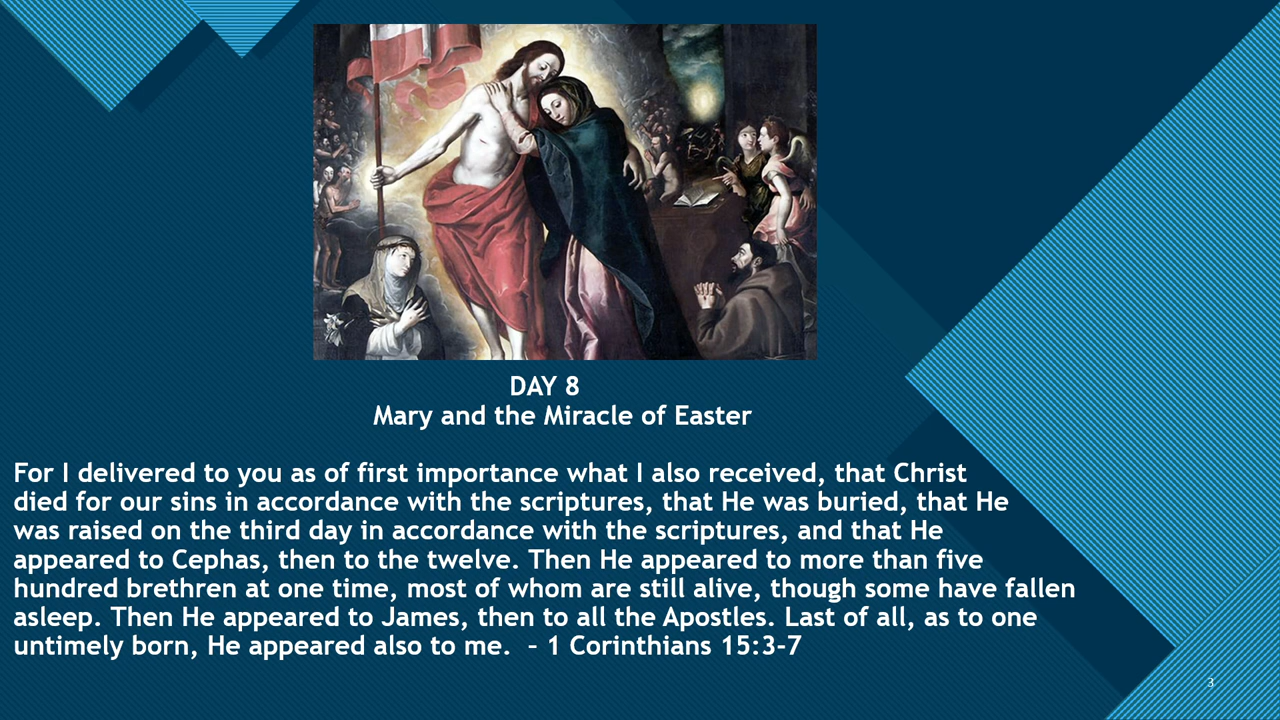 DAY 8
Mary and the Miracle of Easter
For I delivered to you as of first importance what I also received, that Christ
died for our sins in accordance with the scriptures, that He was buried, that He
was raised on the third day in accordance with the scriptures, and that He
appeared to Cephas, then to the twelve. Then He appeared to more than five
hundred brethren at one time, most of whom are still alive, though some have fallen
asleep. Then He appeared to James, then to all the Apostles. Last of all, as to one
untimely born, He appeared also to me.  – 1 Corinthians 15:3-7
3